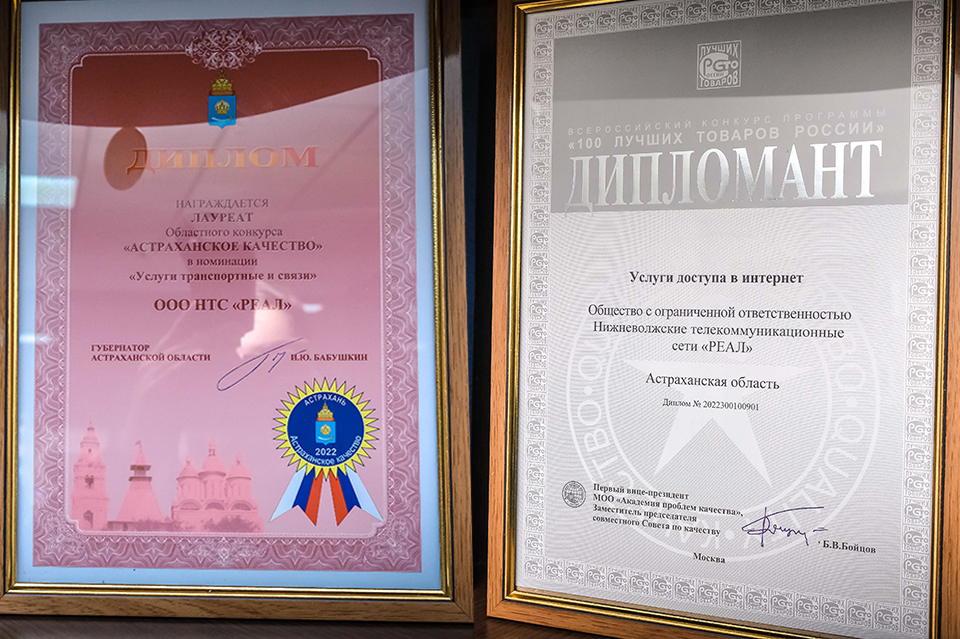 ДИПЛОМ
НАГРАЖДАЕТСЯ
ЛАУРЕАТ
Областного конкурса
«АСТРАХАНСКОЕ КАЧЕСТВО»
в номинации
«Услуги транспортные и связи»
ООО НТС «РЕАЛ»
ГУБЕРНАТОР
АСТРАХАНСКОЙ ОБЛАСТИ
И.Ю. БАБУШКИН
АСТРАХАНЬ
2022
Астраханское качество
ЛУЧШИХ
ТОВАРОВ
ВСЕРОССИЙСКИЙ КОНКУРС ПРОГРАММЫ
«100 ЛУЧШИХ ТОВАРОВ РОССИИ»
ДИПЛОМАНТ
Услуги доступа в интернет
Общество с ограниченной ответственностью
Нижневолжские телекоммуникационные
сети «РЕАЛ»
Астраханская область
Диплом № 2022300100901
Первый вице-президент
МОО «Академия проблем качества»,
Заместитель председателя
совместного Совета по качеству
Б.В.Бойцов
Москва